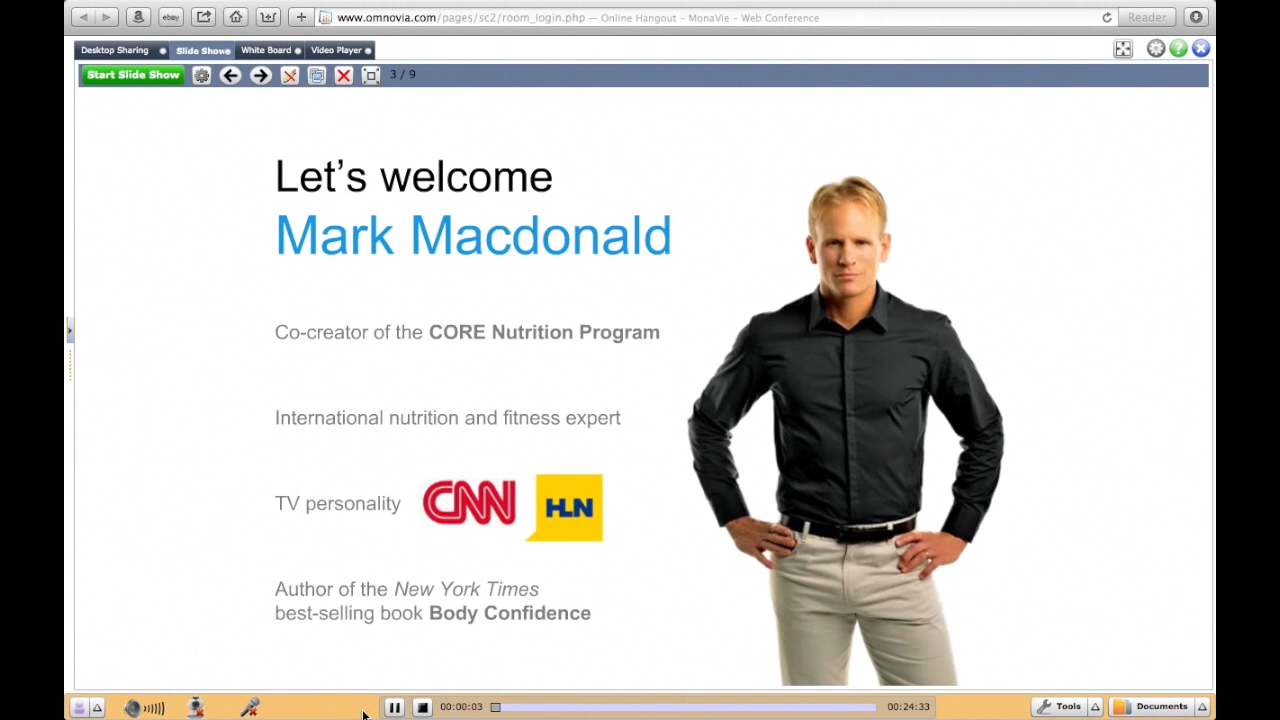 ebay
www.omnovia.com/pages/sc2/room_login.php — Online Hangout – MonaVie – Web Conference
Reader
Desktop Sharing
Slide Show
White Board
Video Player
Start Slide Show
3 / 9
Let’s welcome
Mark Macdonald
Co-creator of the CORE Nutrition Program
International nutrition and fitness expert
TV personality
CNN
HLN
Author of the New York Times
best-selling book Body Confidence
00:00:03
00:24:33
Tools
Documents